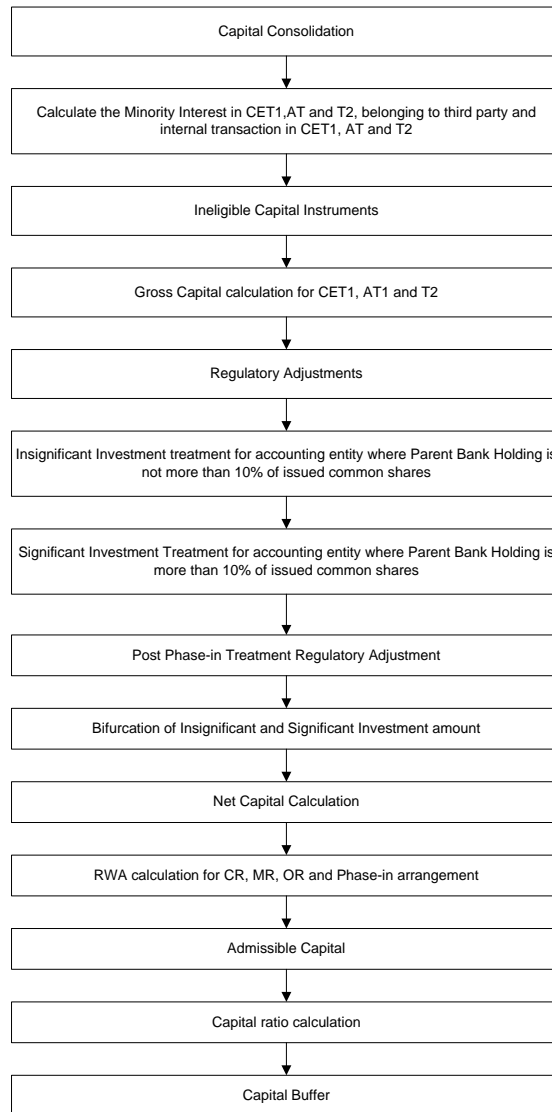 Capital Consolidation
Calculate the Minority Interest in CET1,AT and T2, belonging to third party and
internal transaction in CET1, AT and T2
Ineligible Capital Instruments
Gross Capital calculation for CET1, AT1 and T2
Regulatory Adjustments
Insignificant Investment treatment for accounting entity where Parent Bank Holding is
not more than 10% of issued common shares
Significant Investment Treatment for accounting entity where Parent Bank Holding is
more than 10% of issued common shares
Post Phase-in Treatment Regulatory Adjustment
Bifurcation of Insignificant and Significant Investment amount
Net Capital Calculation
RWA calculation for CR, MR, OR and Phase-in arrangement
Admissible Capital
Capital ratio calculation
Capital Buffer